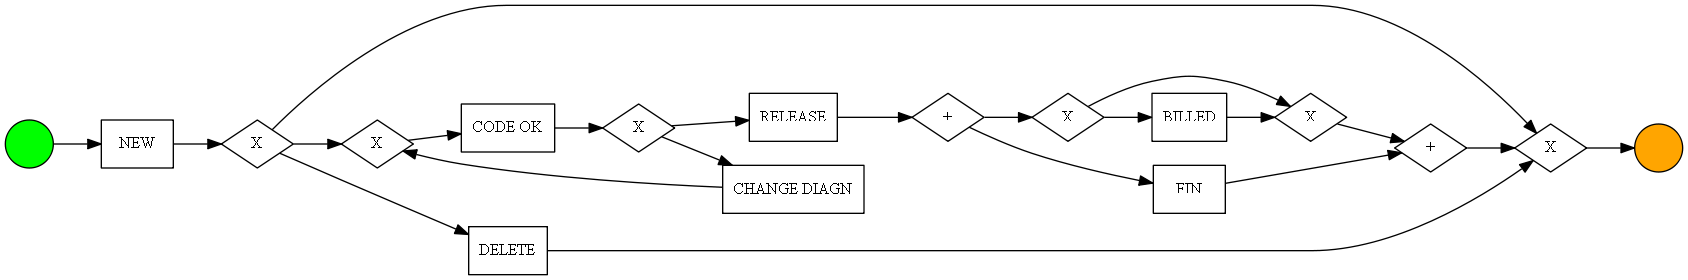 NEW
X
X
CODE OK
X
RELEASE
CHANGE DIAGN
+
X
BILLED
X
FIN
+
X
DELETE